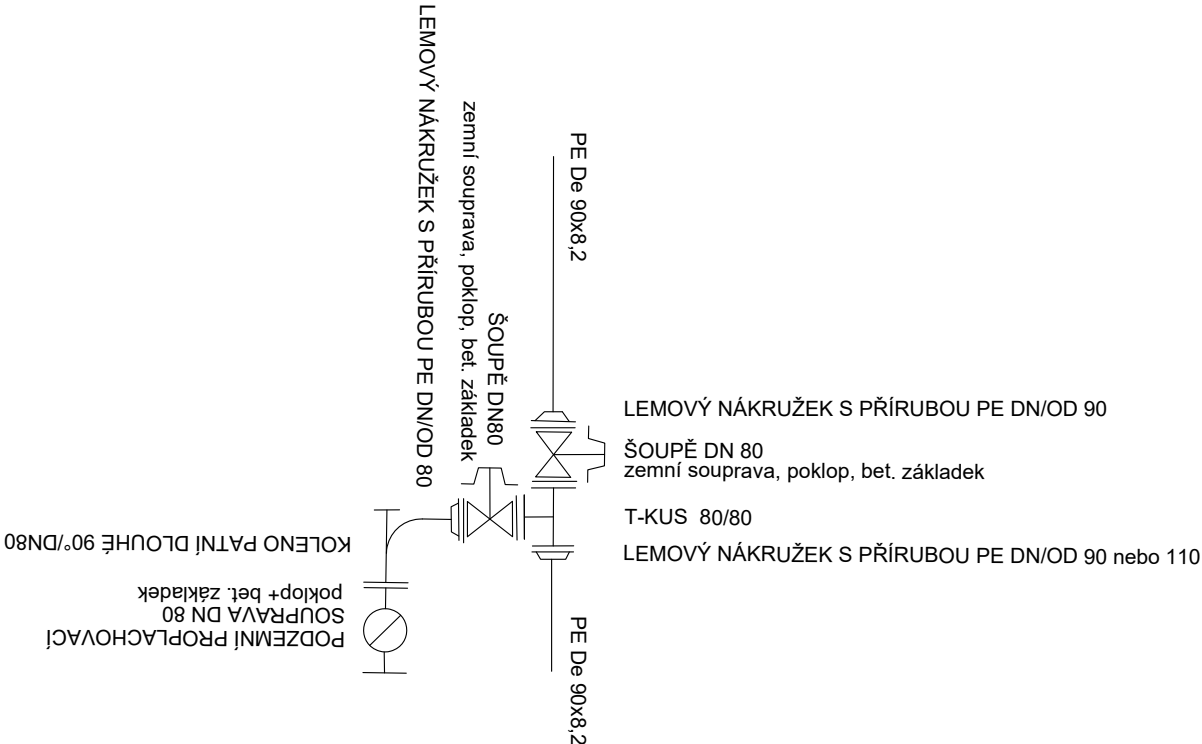 LEMOVÝ NÁKRUŽEK S PŘÍRUBOU PE DN/OD 80
zemní souprava, poklop, bet. základek
ŠOUPĚ DN80
PE De 90x8,2
LEMOVÝ NÁKRUŽEK S PŘÍRUBOU PE DN/OD 90
ŠOUPĚ DN 80
zemní souprava, poklop, bet. základek
T-KUS 80/80
LEMOVÝ NÁKRUŽEK S PŘÍRUBOU PE DN/OD 90 nebo 110
KOLENO PATNÍ DLOUHÉ 90°/DN80
PODZEMNÍ PROPLACHOVACÍ
SOUPRAVA DN 80
poklop+ bet. základek
PE De 90x8,2